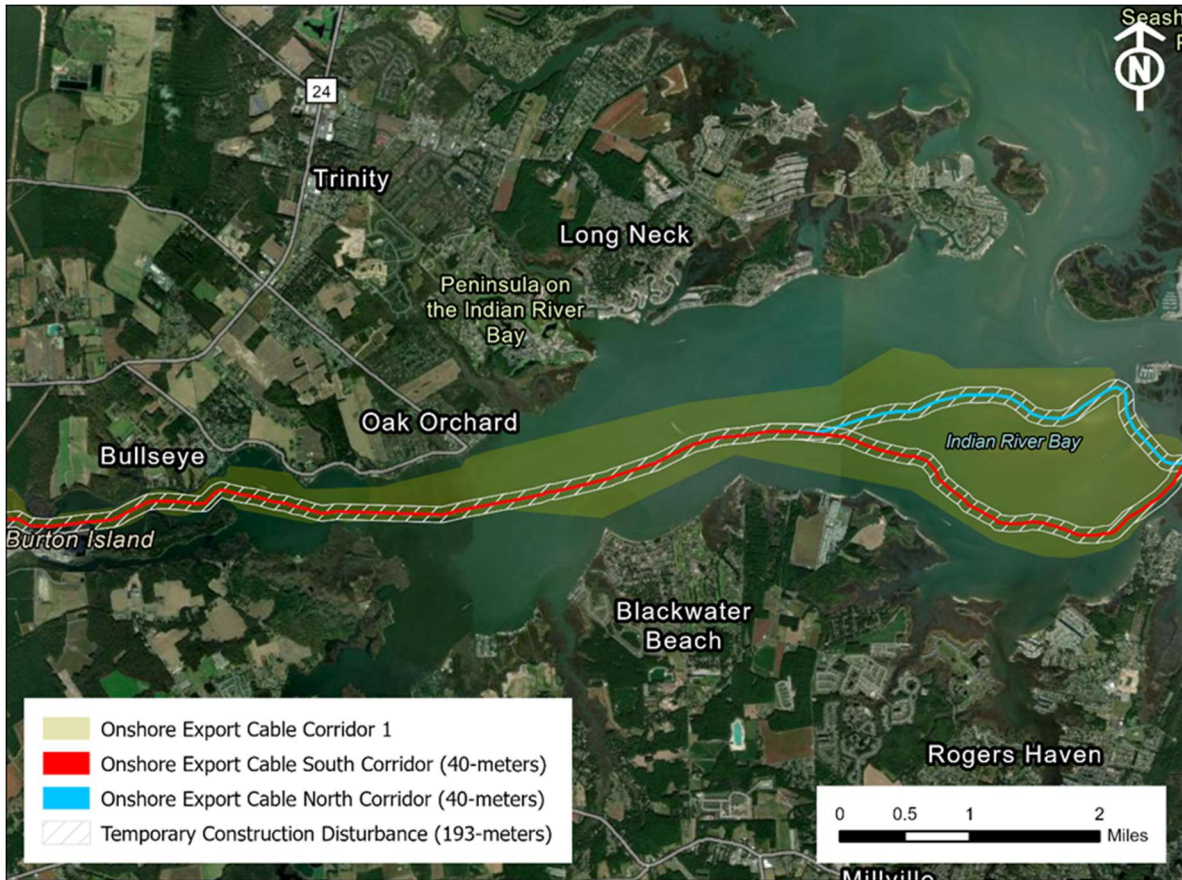 Seash
N
24
Trinity
Long Neck
Peninsula on
the Indian River
Bay
Oak Orchard
Indian River Bay
Bullseye
Burton Island
Blackwater
Beach
Onshore Export Cable Corridor 1
Onshore Export Cable South Corridor (40-meters)
Onshore Export Cable North Corridor (40-meters)
Temporary Construction Disturbance (193-meters)
Rogers Haven
0 0.5 1 2
Miles
Millville